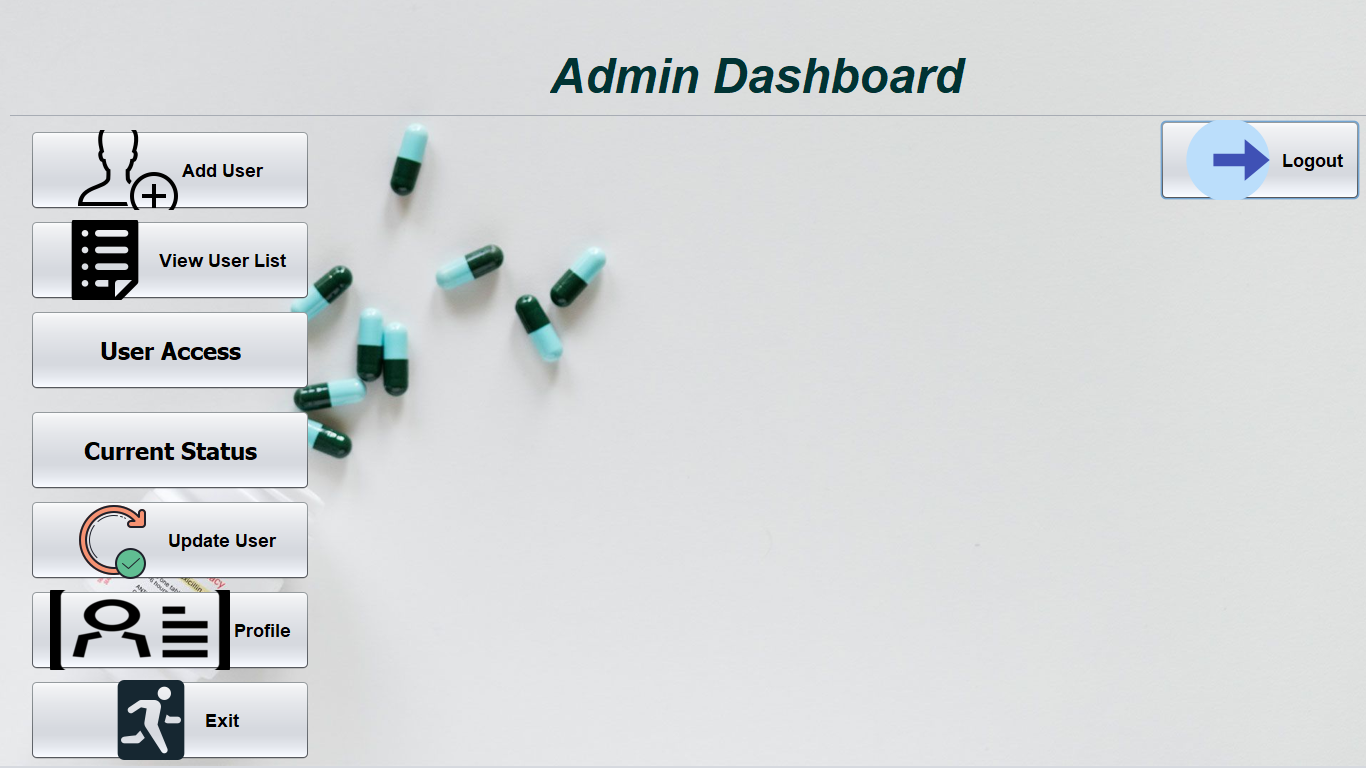 Admin Dashboard
Add User
Logout
View User List
User Access
Current Status
Update User
Profile
Exit